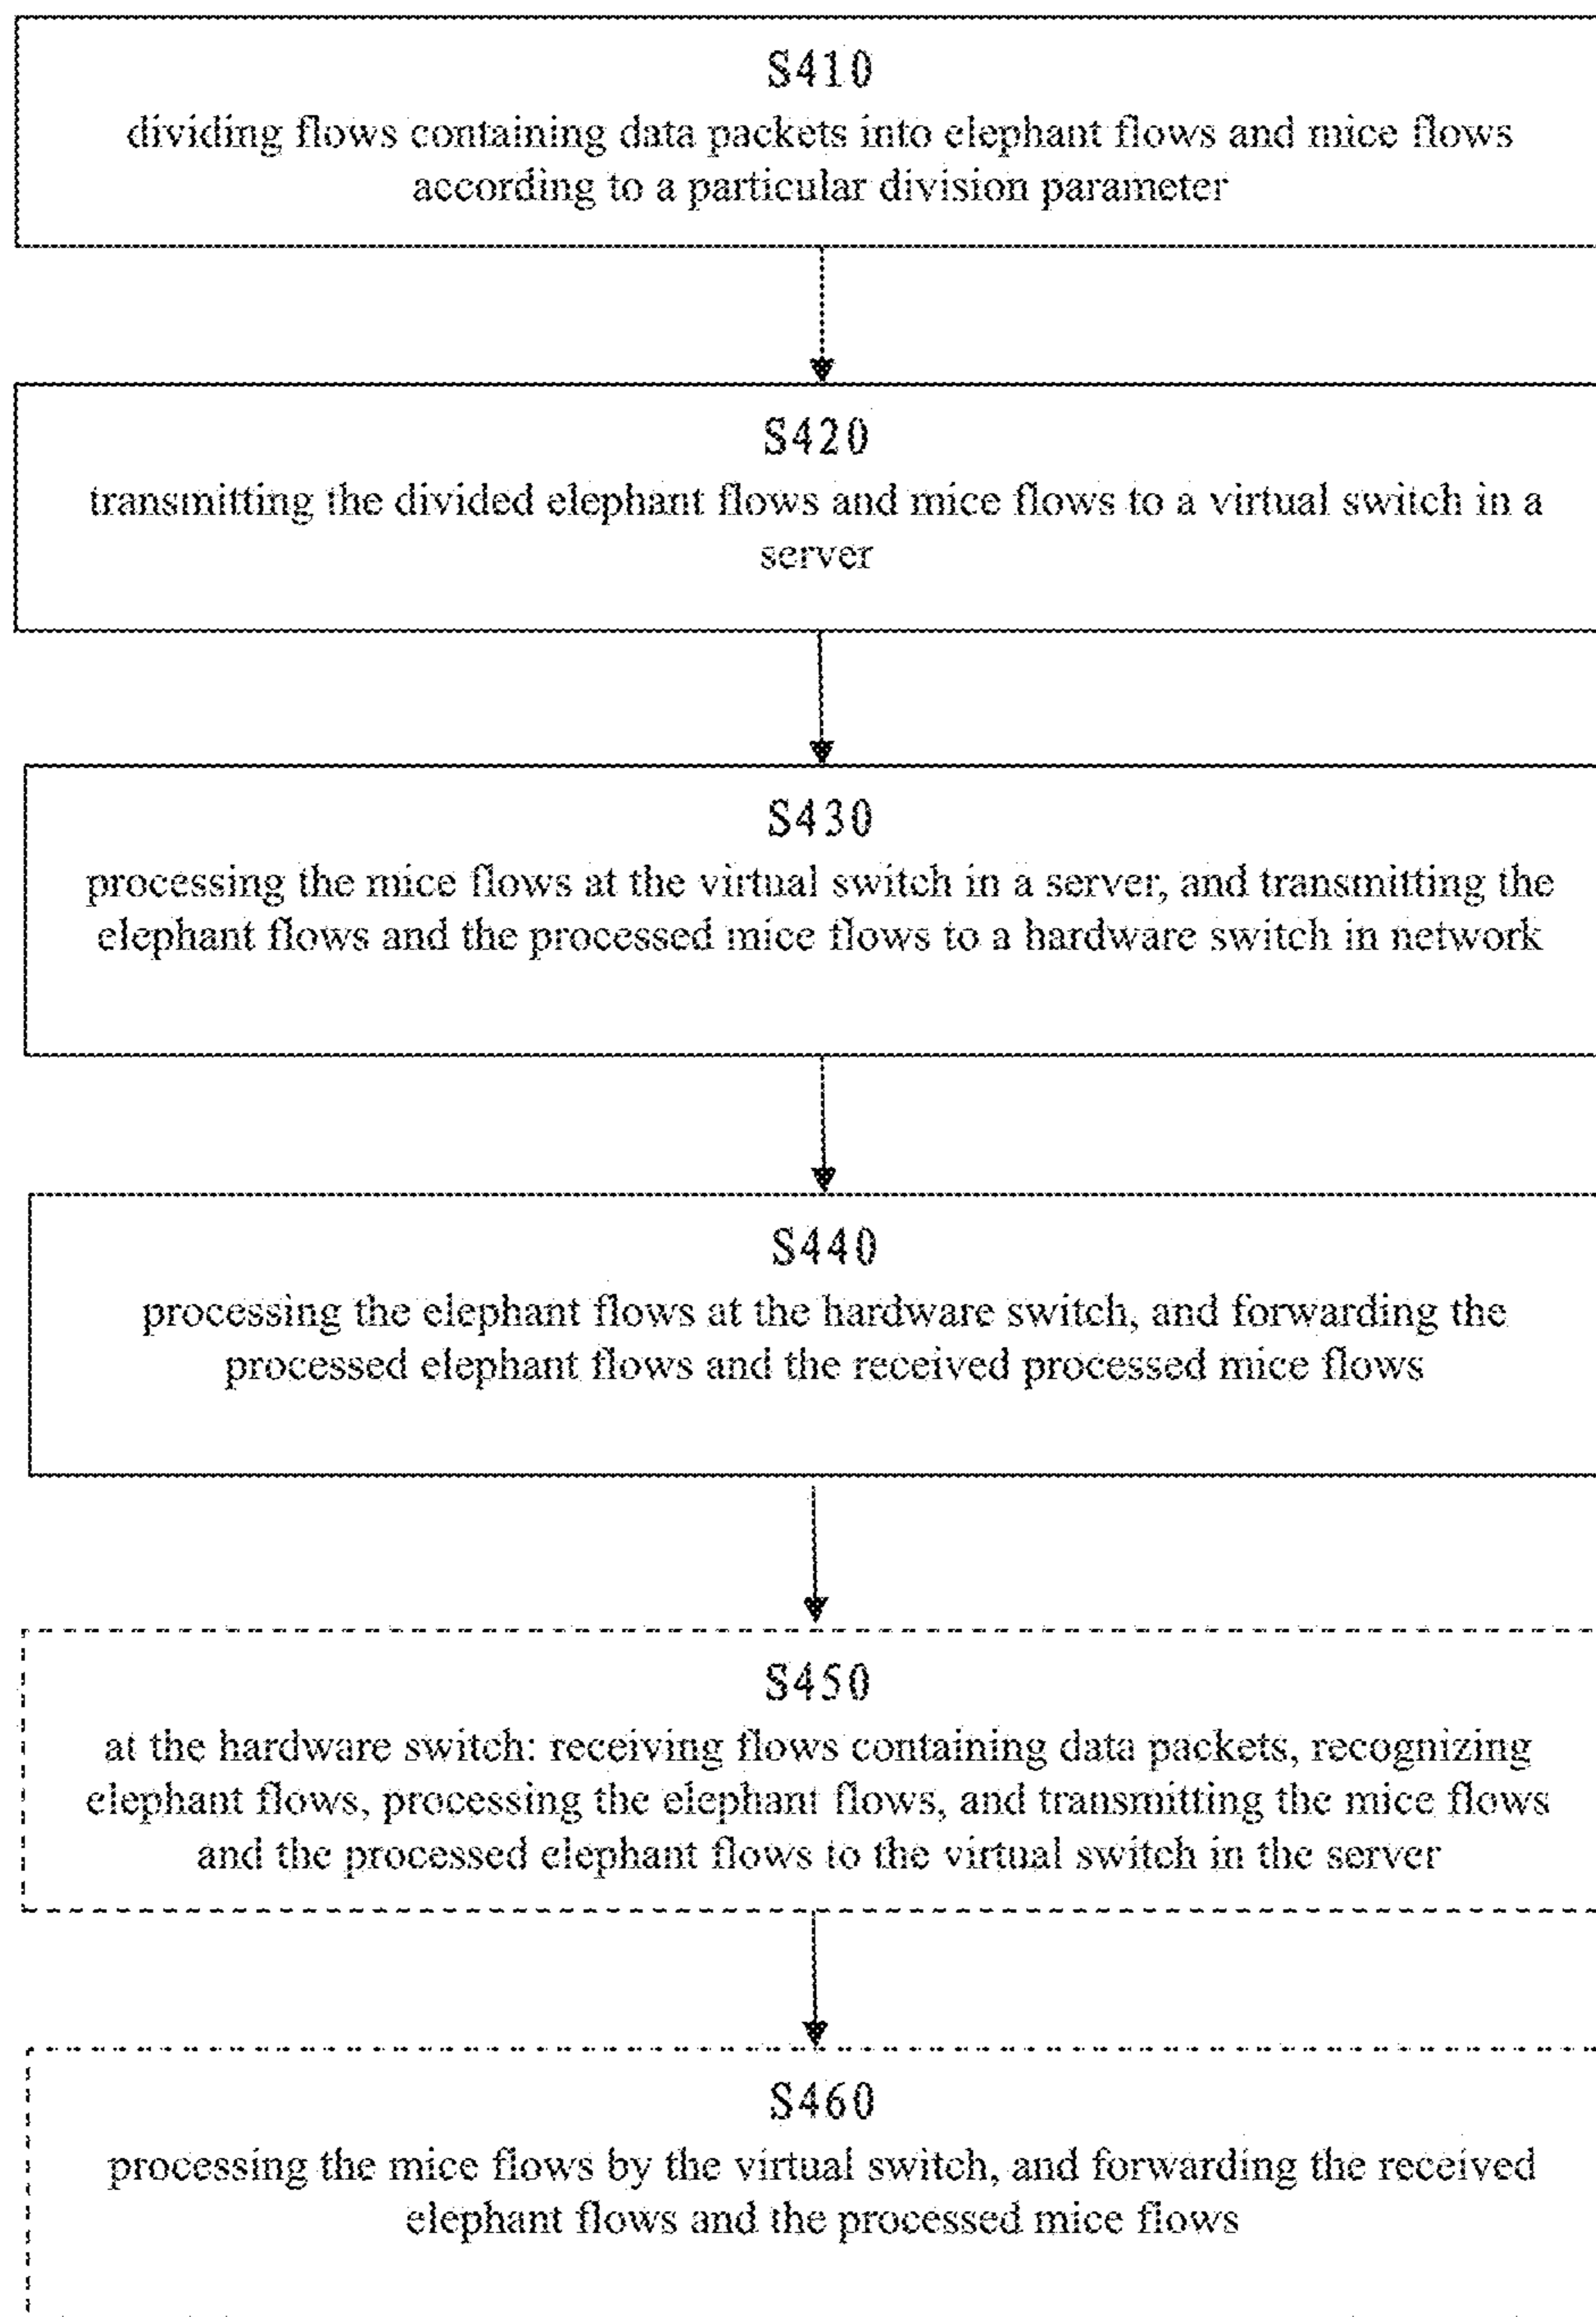 S410
dividing flows containing data packets into elephant flows and mice flows
according to a particular division parameter
S420
transmitting the divided elephant flows and mice flows to a virtual switch in a
server
S430
processing the mice flows at the virtual switch in a server, and transmitting the
elephant flows and the processed mice flows to a hardware switch in network
S440
processing the elephant flows at the hardware switch, and forwarding the
processed elephant flows and the received processed mice flows
S450
at the hardware switch: receiving flows containing data packets, recognizing
elephant flows, processing the elephant flows, and transmitting the mice flows
and the processed elephant flows to the virtual switch in the server
S460
processing the mice flows by the virtual switch, and forwarding the received
elephant flows and the processed mice flows